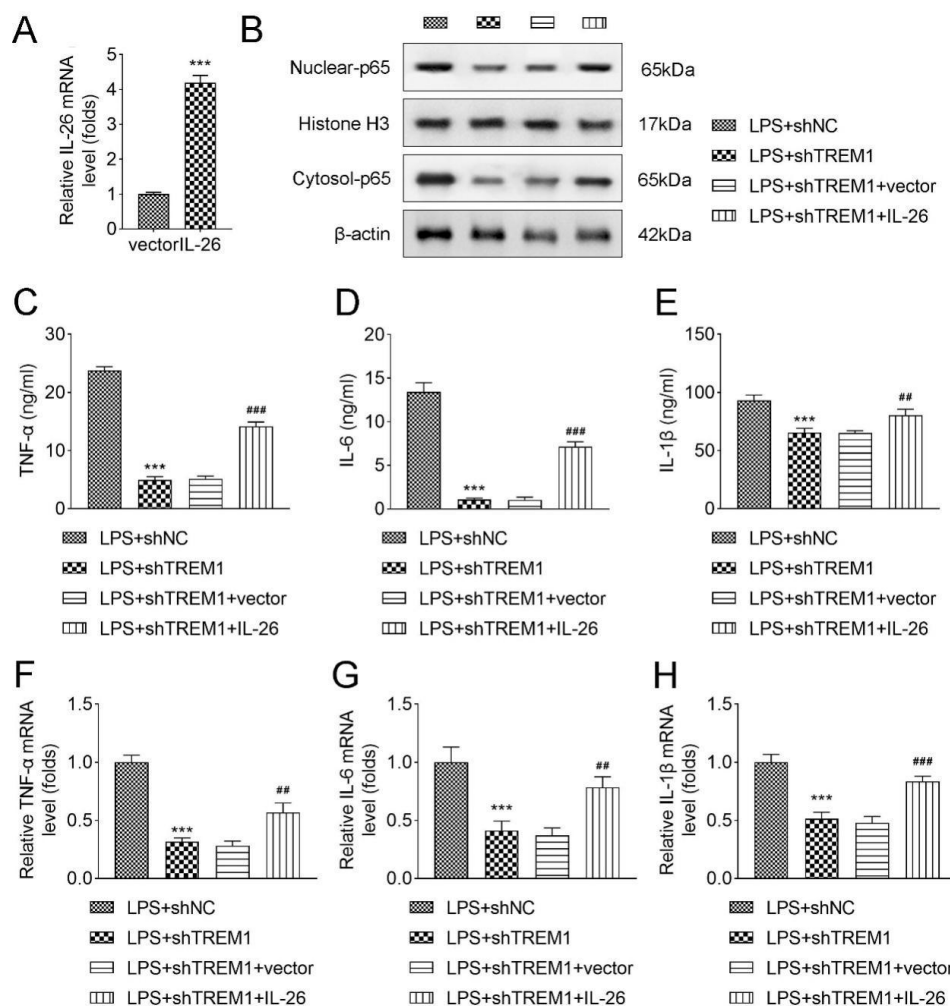 A
Relative IL-26 mRNA
level (folds)
5
4
3
2
1
0
***
vectorIL-26
B
Nuclear-p65
65kDa
Histone H3
17kDa
Cytosol-p65
65kDa
β-actin
42kDa
LPS+shNC
LPS+shTREM1
LPS+shTREM1+vector
LPS+shTREM1+IL-26
C
TNF-α (ng/ml)
30
20
10
0
***
###
LPS+shNC
LPS+shTREM1
LPS+shTREM1+vector
LPS+shTREM1+IL-26
D
IL-6 (ng/ml)
20
15
10
5
0
***
###
LPS+shNC
LPS+shTREM1
LPS+shTREM1+vector
LPS+shTREM1+IL-26
E
IL-1β (ng/ml)
150
100
50
0
***
##
LPS+shNC
LPS+shTREM1
LPS+shTREM1+vector
LPS+shTREM1+IL-26
F
Relative TNF-α mRNA
level (folds)
1.5
1.0
0.5
0.0
***
##
LPS+shNC
LPS+shTREM1
LPS+shTREM1+vector
LPS+shTREM1+IL-26
G
Relative IL-6 mRNA
level (folds)
1.5
1.0
0.5
0.0
***
##
LPS+shNC
LPS+shTREM1
LPS+shTREM1+vector
LPS+shTREM1+IL-26
H
Relative IL-1β mRNA
level (folds)
1.5
1.0
0.5
0.0
***
###
LPS+shNC
LPS+shTREM1
LPS+shTREM1+vector
LPS+shTREM1+IL-26